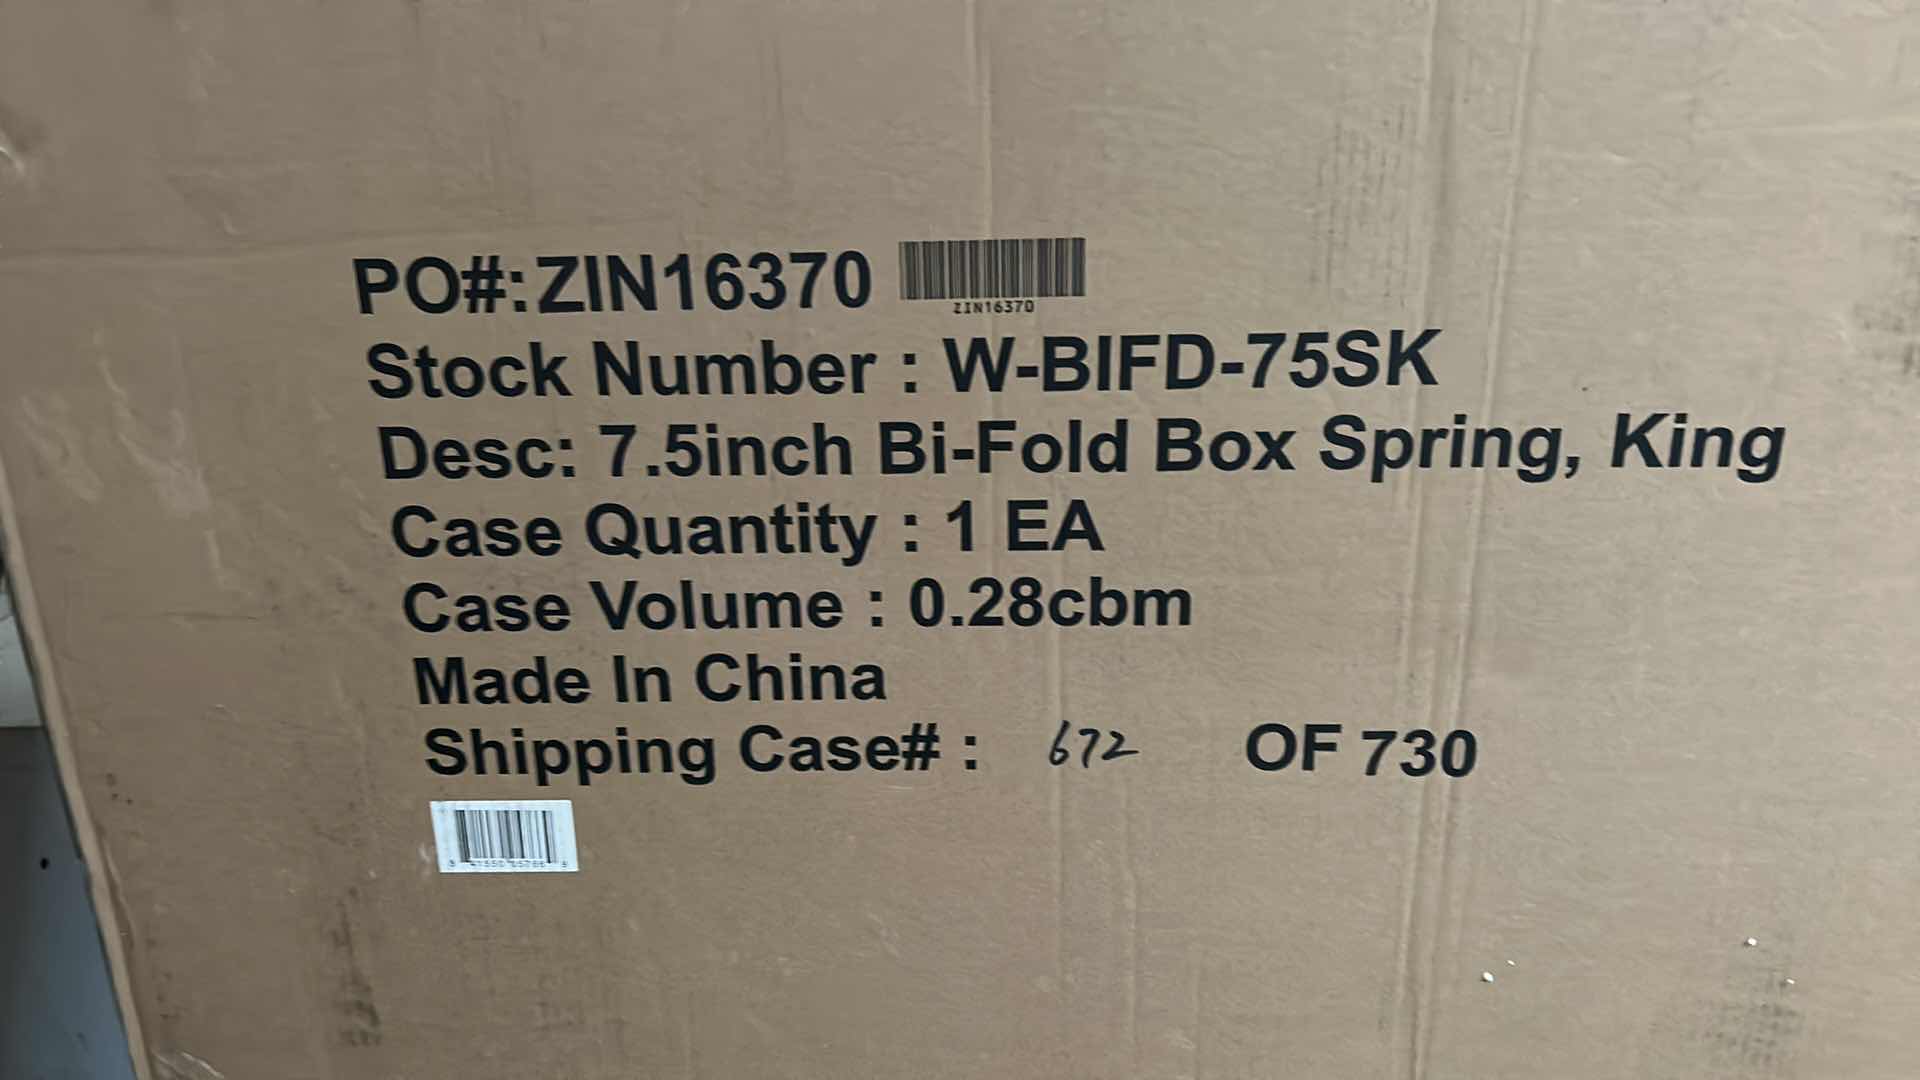 PO#:ZIN16370
ZIN16370
Stock Number : W-BIFD-75SK
Desc: 7.5inch Bi-Fold Box Spring, King
Case Quantity : 1 EA
Case Volume : 0.28cbm
Made In China
Shipping Case# : 672 OF 730